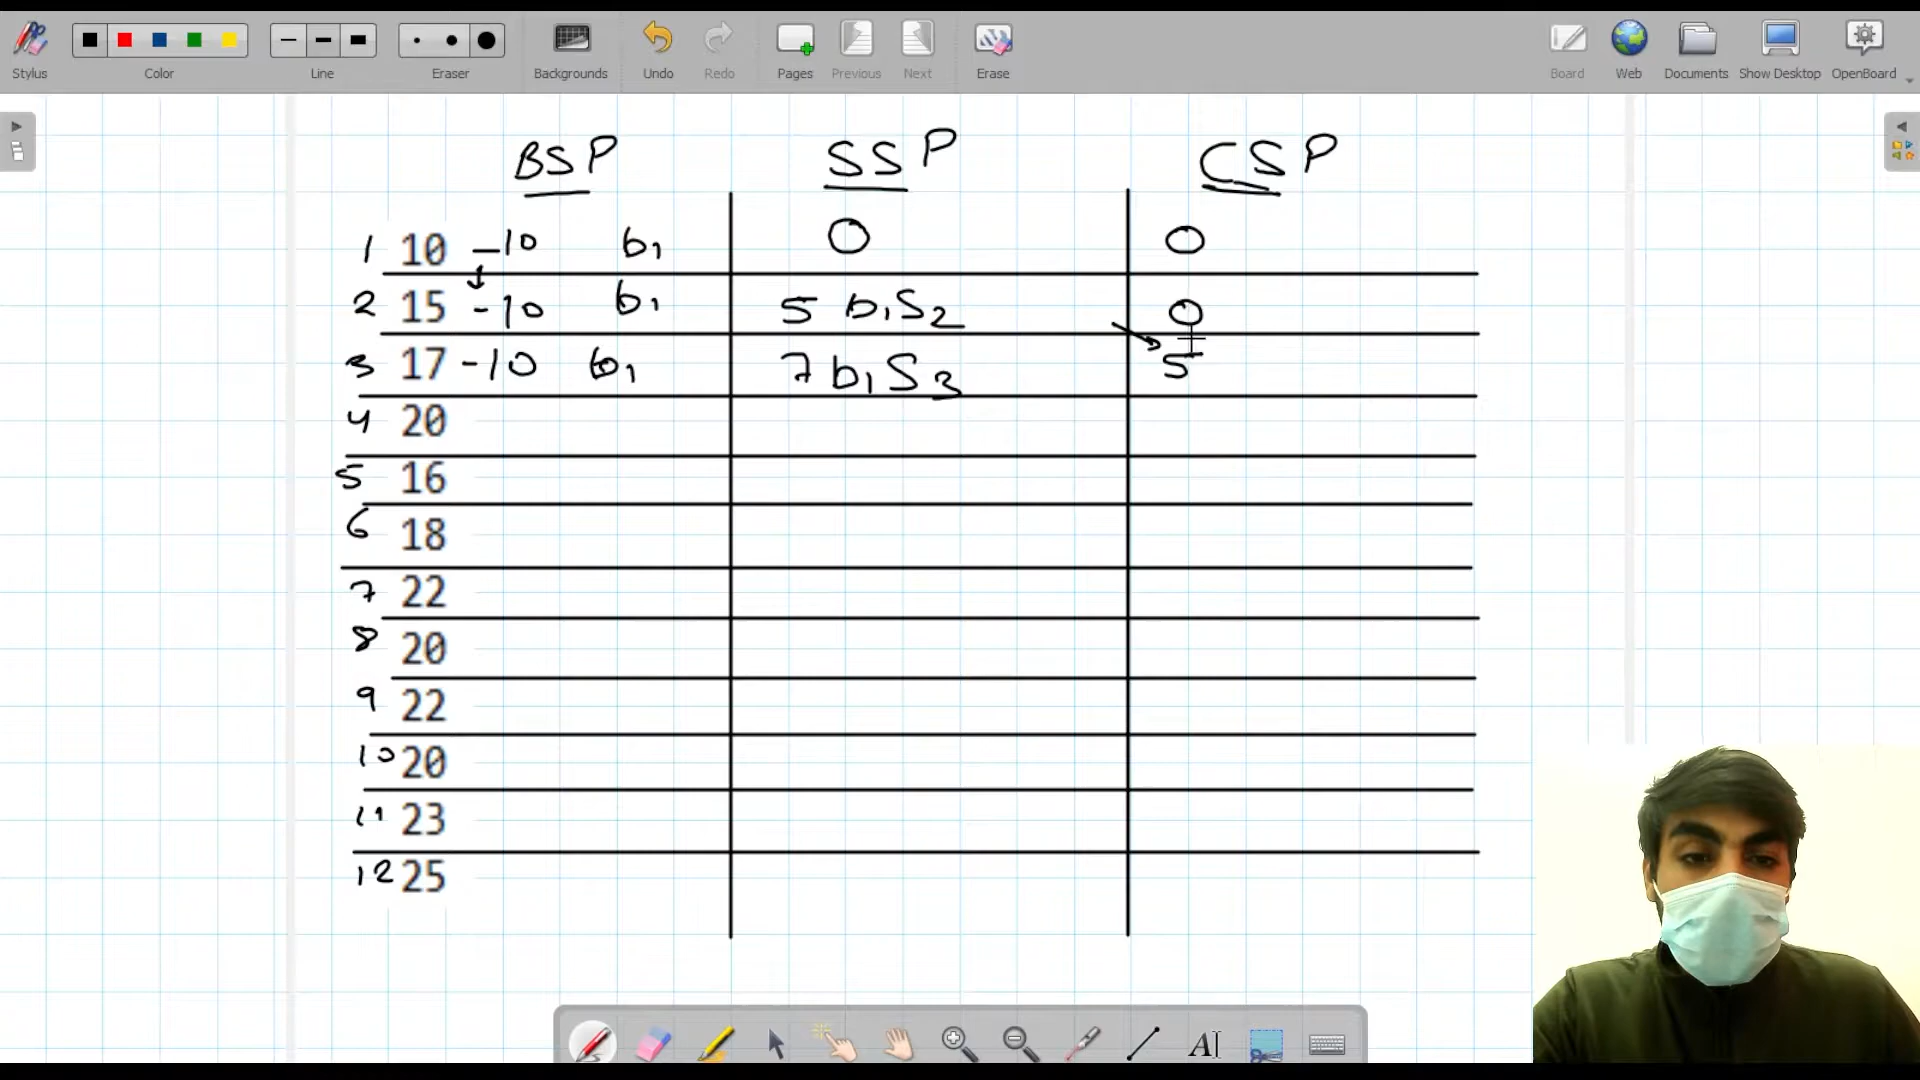 Stylus Color Line Eraser Backgrounds Undo Redo Pages Previous Next Erase Board Web Documents Show Desktop OpenBoard
BSP SSP CSP
1 10 -10 b1 0 0
2 15 -10 b1 5 b1S2 0
3 17 -10 b1 7 b1S3 5
4 20
5 16
6 18
7 22
8 20
9 22
10 20
11 23
12 25